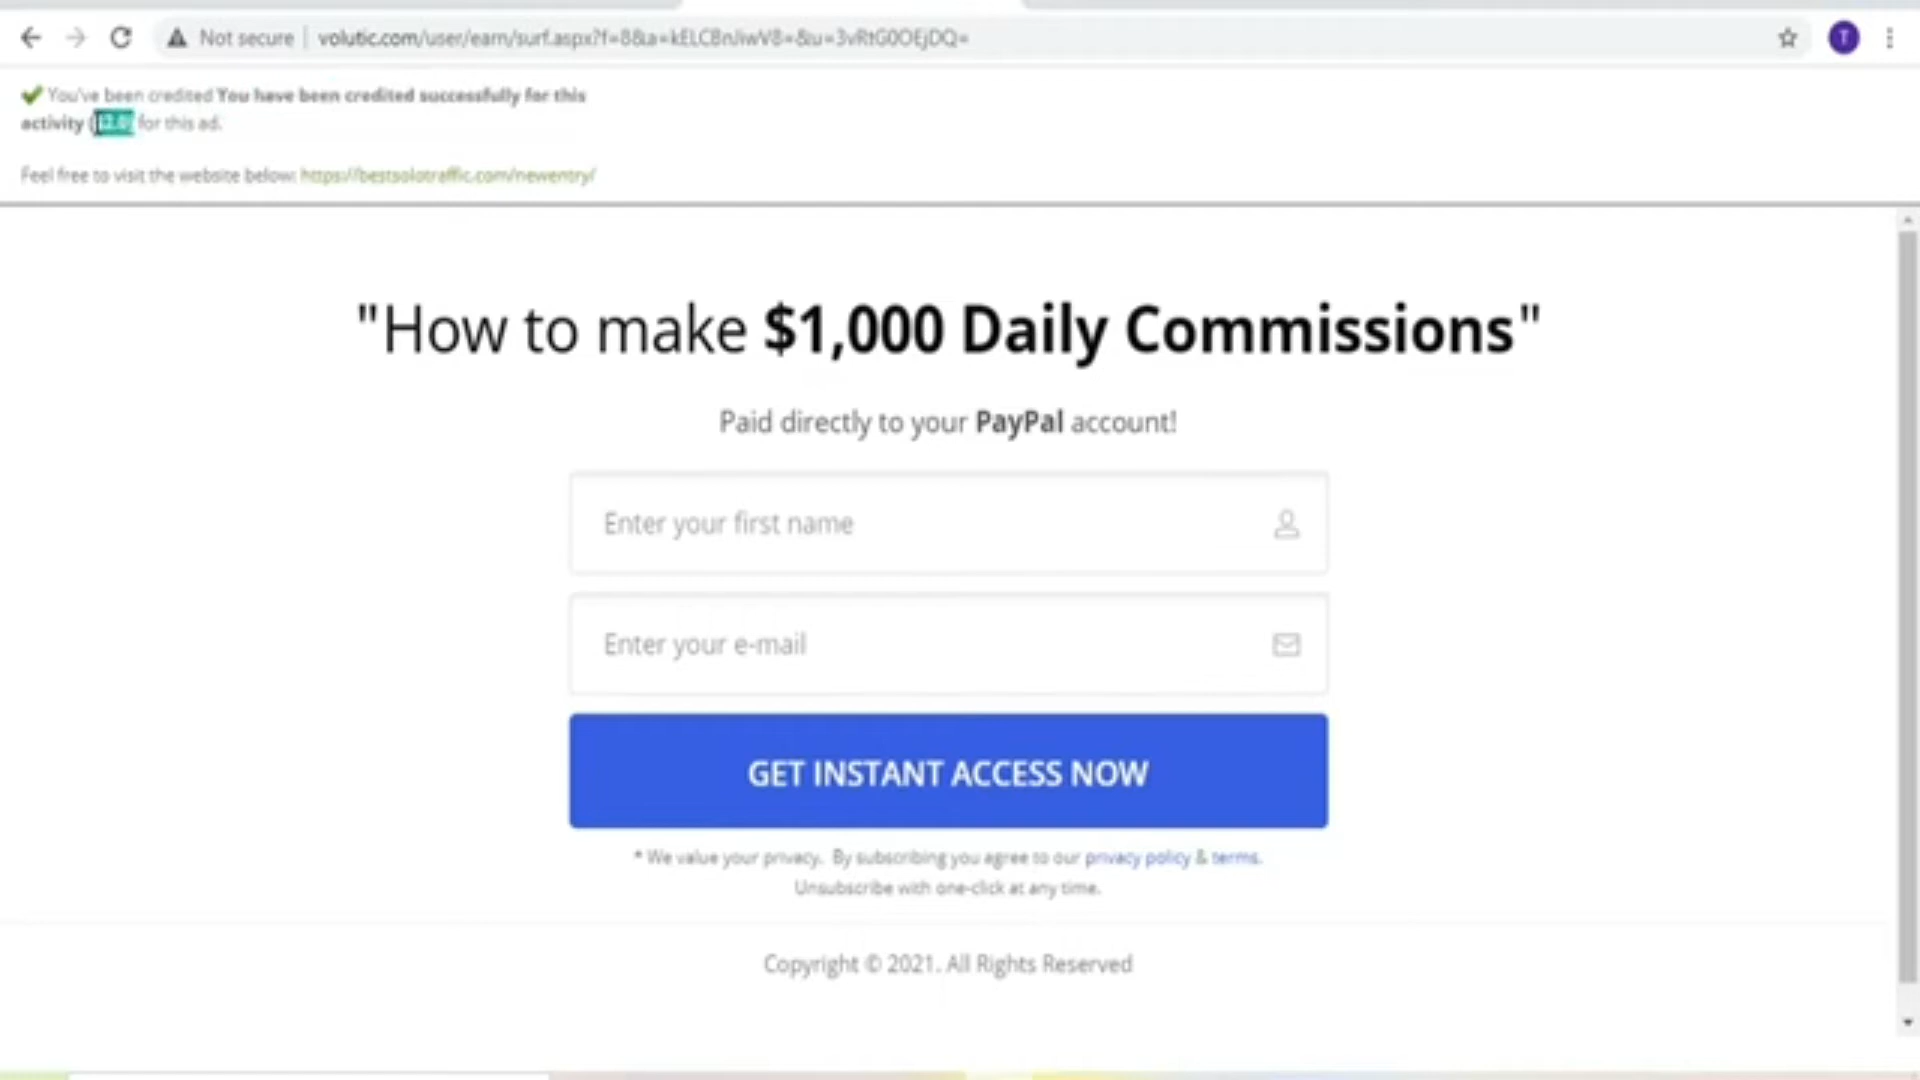 Not secure | volutic.com/user/earn/surf.aspx?f=88&a=
You've been credited You have been credited successfully for this
activity ( for this ad.
Feel free to visit the website below: https://bestsolotraffic.com/newentry/
"How to make $1,000 Daily Commissions"
Paid directly to your PayPal account!
Enter your first name
Enter your e-mail
GET INSTANT ACCESS NOW
* We value your privacy. By subscribing you agree to our privacy policy & terms.
Unsubscribe with one-click at any time.
Copyright © 2021. All Rights Reserved
T